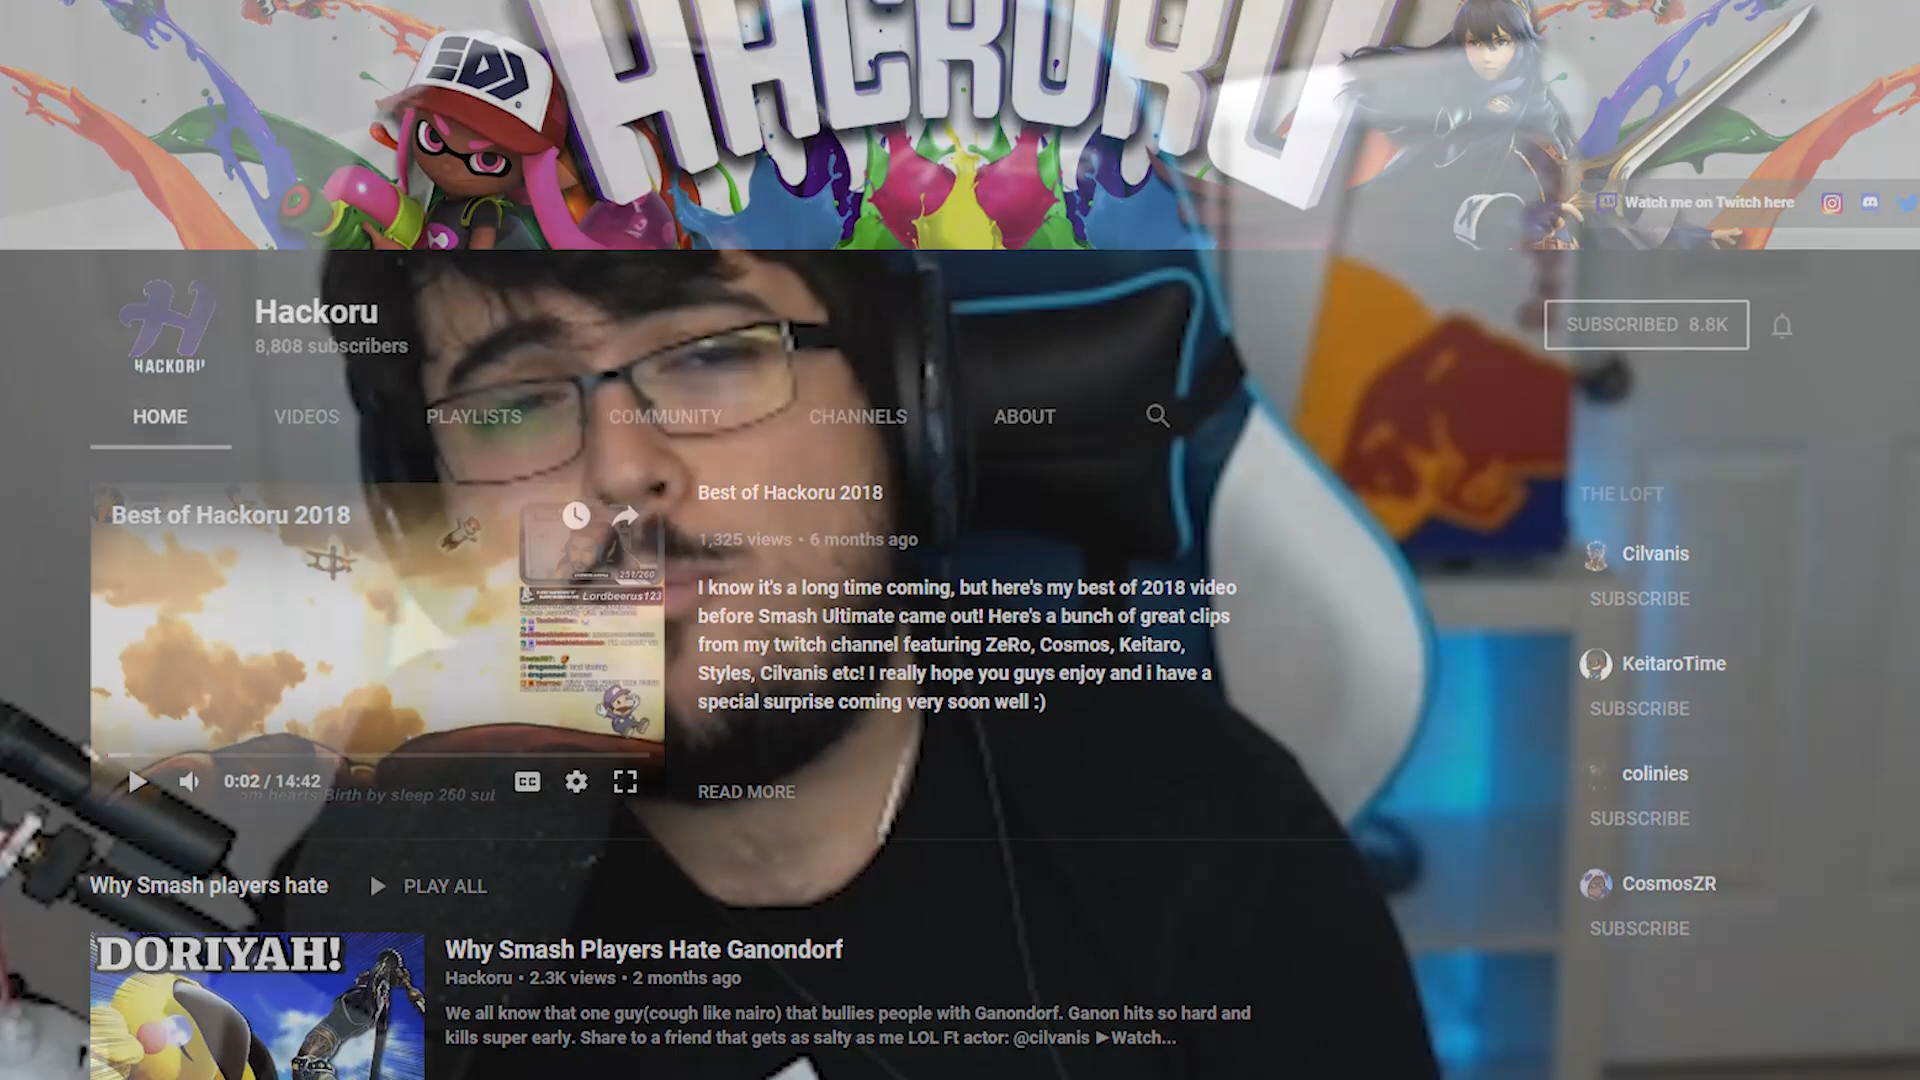 HACKORU
Watch me on Twitch here
Hackoru
8,808 subscribers
HACKORU
SUBSCRIBED 8.8K
HOME VIDEOS PLAYLISTS COMMUNITY CHANNELS ABOUT
Best of Hackoru 2018
251/260
Lordbeerus123
0:02 / 14:42
Birth by sleep 260 sub
Best of Hackoru 2018
1,325 views • 6 months ago
I know it's a long time coming, but here's my best of 2018 video
before Smash Ultimate came out! Here's a bunch of great clips
from my twitch channel featuring ZeRo, Cosmos, Keitaro,
Styles, Cilvanis etc! I really hope you guys enjoy and i have a
special surprise coming very soon well :)
READ MORE
THE LOFT
Cilvanis
SUBSCRIBE
KeitaroTime
SUBSCRIBE
colinies
SUBSCRIBE
CosmosZR
SUBSCRIBE
Why Smash players hate
PLAY ALL
DORIYAH!
Why Smash Players Hate Ganondorf
Hackoru • 2.3K views • 2 months ago
We all know that one guy(cough like nairo) that bullies people with Ganondorf. Ganon hits so hard and
kills super early. Share to a friend that gets as salty as me LOL Ft actor: @cilvanis ►Watch...